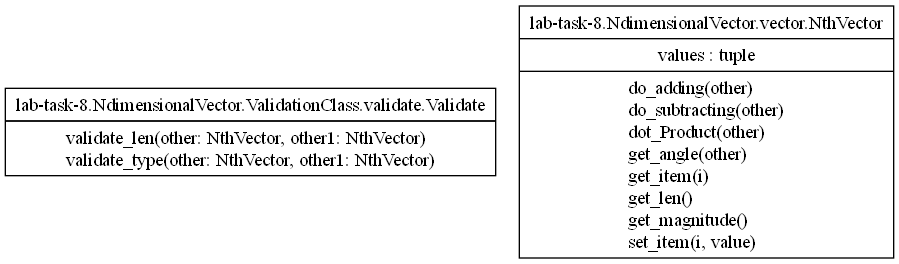 lab-task-8.NdimensionalVector.ValidationClass.validate.Validate
validate_len(other: NthVector, other1: NthVector)
validate_type(other: NthVector, other1: NthVector)
lab-task-8.NdimensionalVector.vector.NthVector
values : tuple
do_adding(other)
do_subtracting(other)
dot_Product(other)
get_angle(other)
get_item(i)
get_len()
get_magnitude()
set_item(i, value)